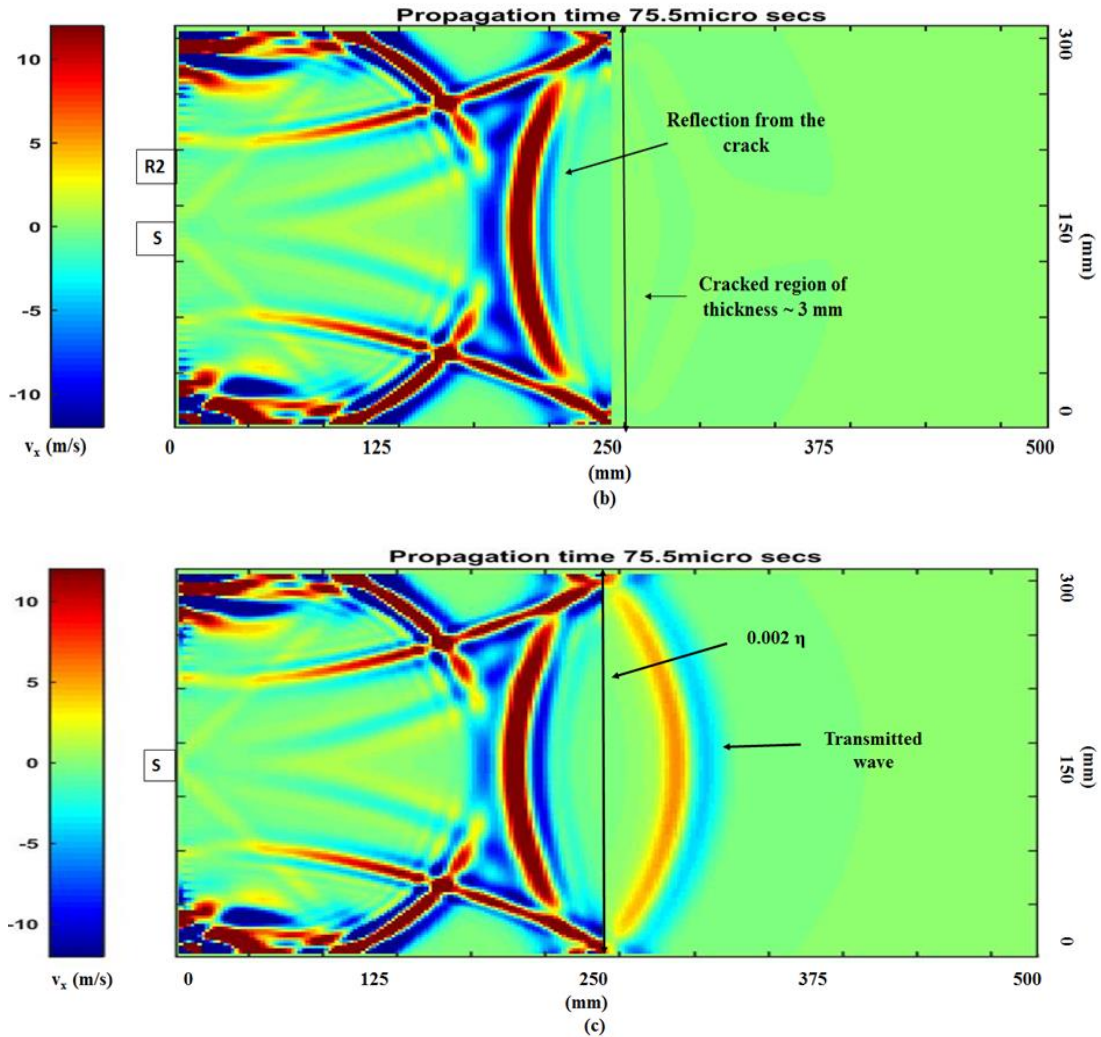 Propagation time 75.5micro secs
10
5
0
-5
-10
vₓ (m/s)
R2
S
Reflection from the
crack
Cracked region of
thickness ~ 3 mm
300
150
0
(mm)
0
125
250
375
500
(mm)
(b)
Propagation time 75.5micro secs
10
5
0
-5
-10
vₓ (m/s)
S
0.002 η
Transmitted
wave
300
150
0
(mm)
0
125
250
375
500
(mm)
(c)